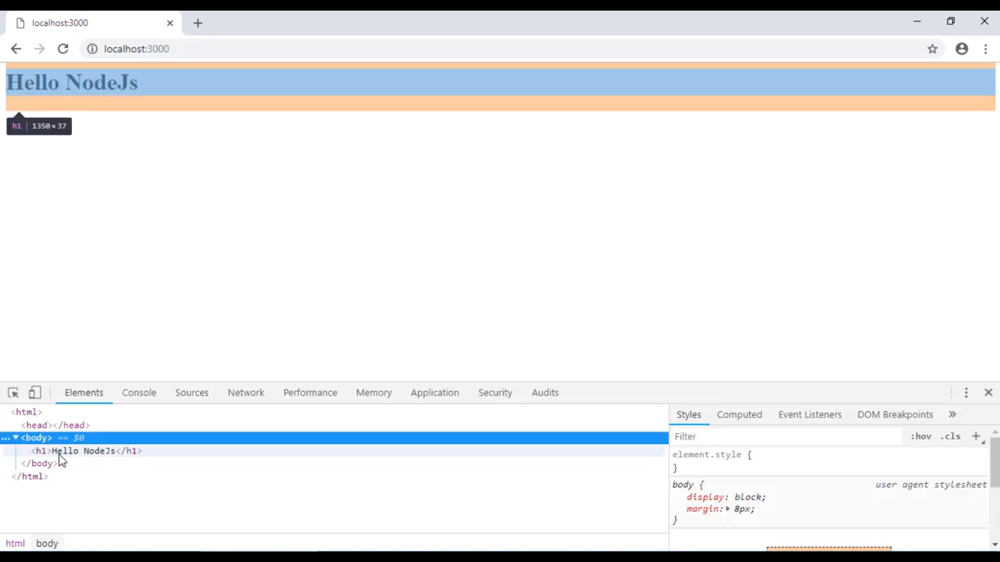 localhost:3000
localhost:3000
Hello NodeJs
h1 1350 × 37
Elements Console Sources Network Performance Memory Application Security Audits
<html>
<head></head>
... <body> == $0
<h1>Hello NodeJs</h1>
</body>
</html>
html body
Styles Computed Event Listeners DOM Breakpoints »
Filter :hov .cls +
element.style {
}
body { user agent stylesheet
display: block;
margin: 8px;
}